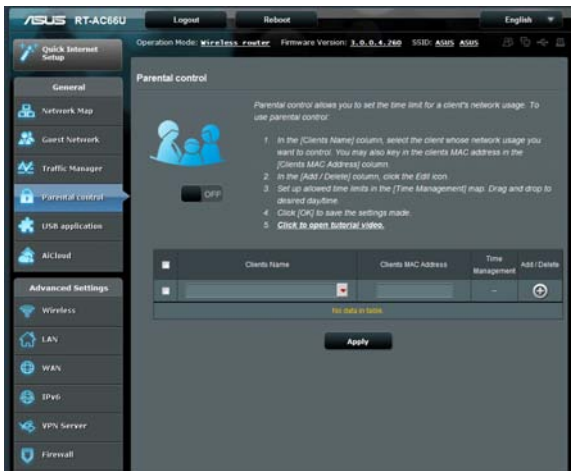 ASUS RT-AC66U
Logout
Reboot
English
Quick Internet Setup
Operation Mode: Wireless router Firmware Version: 3.0.0.4.260 SSID: ASUS ASUS
General
Network Map
Guest Network
Traffic Manager
Parental control
USB application
AiCloud
Advanced Settings
Wireless
LAN
WAN
IPv6
VPN Server
Firewall
Parental control
Parental control allows you to set the time limit for a client's network usage. To
use parental control:
1. In the [Clients Name] column, select the client whose network usage you
want to control. You may also key in the clients MAC address in the
[Clients MAC Address] column.
2. In the [Add / Delete] column, click the Edit icon.
3. Set up allowed time limits in the [Time Management] map. Drag and drop to
desired day/time.
4. Click [OK] to save the settings made.
5. Click to open tutorial video.
OFF
Clients Name
Clients MAC Address
Time Management
Add / Delete
--
No data in table.
Apply